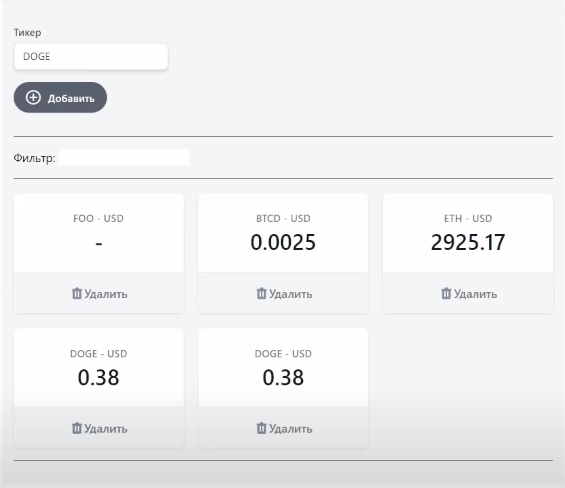 Тикер
DOGE
Добавить
Фильтр:
FOO - USD
-
Удалить
BTCD - USD
0.0025
Удалить
ETH - USD
2925.17
Удалить
DOGE - USD
0.38
Удалить
DOGE - USD
0.38
Удалить